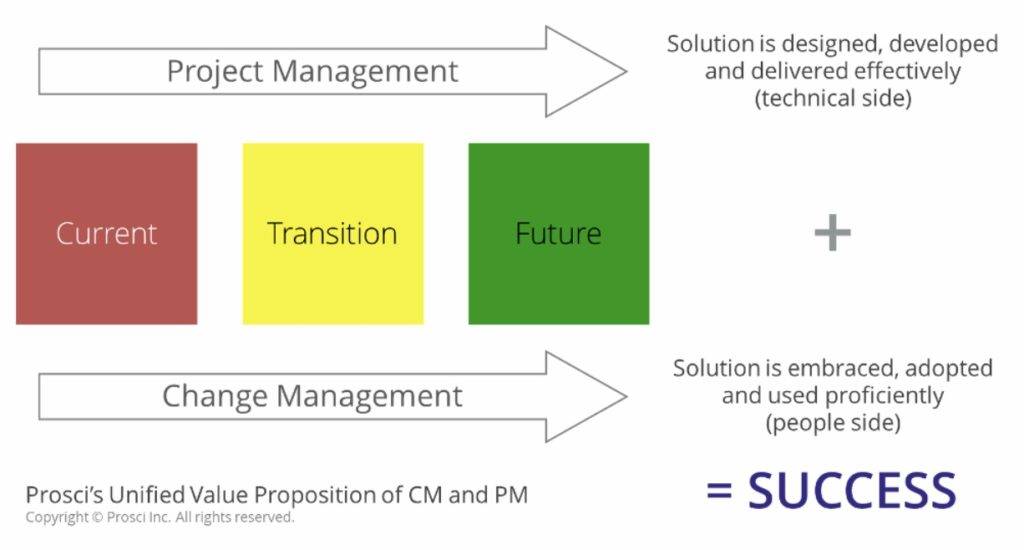 Project Management
Solution is designed, developed
and delivered effectively
(technical side)
Current
Transition
Future
+
Change Management
Solution is embraced, adopted
and used proficiently
(people side)
= SUCCESS
Prosci's Unified Value Proposition of CM and PM
Copyright © Prosci Inc. All rights reserved.